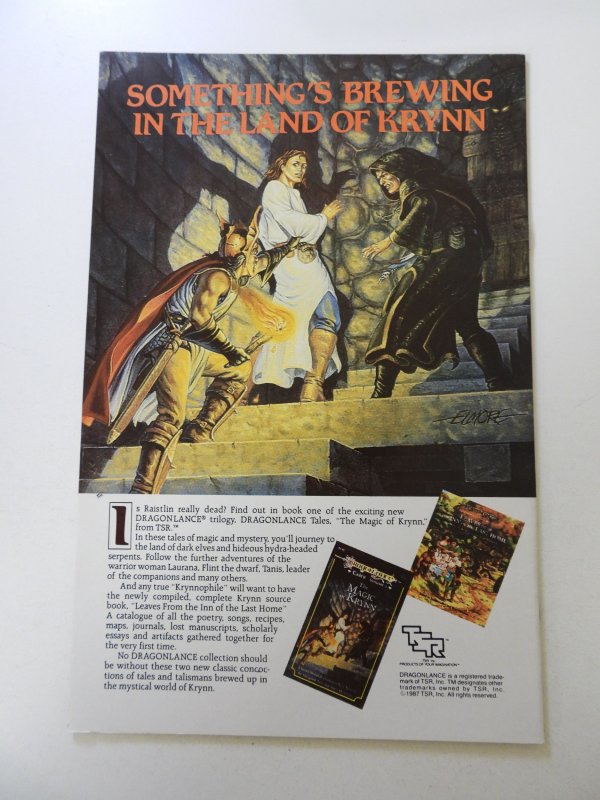 SOMETHING'S BREWING
IN THE LAND OF KRYNN
ELMORE
Is Raistlin really dead? Find out in book one of the exciting new
DRAGONLANCE® trilogy, DRAGONLANCE Tales, "The Magic of Krynn,"
from TSR.™
In these tales of magic and mystery, you'll journey to
the land of dark elves and hideous hydra-headed
serpents. Follow the further adventures of the
warrior woman Laurana, Flint the dwarf, Tanis, leader
of the companions and many others.
And any true "Krynnophile" will want to have
the newly compiled, complete Krynn source
book, "Leaves From the Inn of the Last Home"
A catalogue of all the poetry, songs, recipes,
maps, journals, lost manuscripts, scholarly
essays and artifacts gathered together for
the very first time.
No DRAGONLANCE collection should
be without these two new classic concoc-
tions of tales and talismans brewed up in
the mystical world of Krynn.
The
MAGIC
OF
KRYNN
TSR™
PRODUCTS OF YOUR IMAGINATION™
DRAGONLANCE is a registered trade-
mark of TSR, Inc. TM designates other
trademarks owned by TSR, Inc.
©1987 TSR, Inc. All rights reserved.